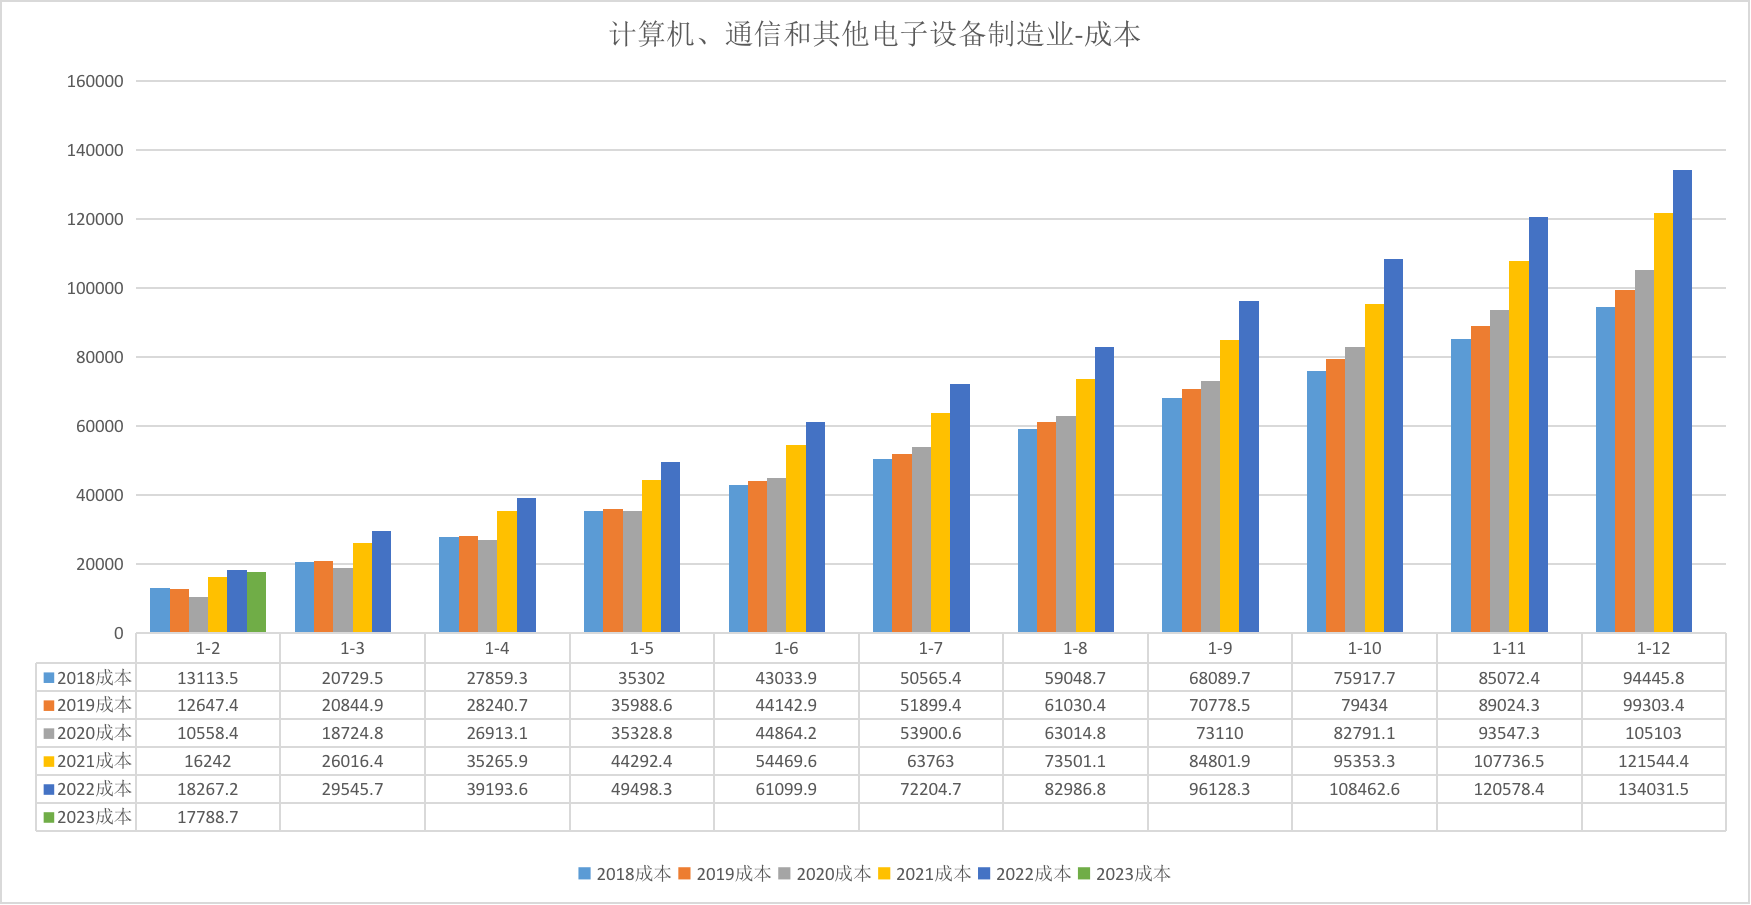 计算机、通信和其他电子设备制造业-成本
160000
140000
120000
100000
80000
60000
40000
20000
0
1-2 1-3 1-4 1-5 1-6 1-7 1-8 1-9 1-10 1-11 1-12
2018成本 13113.5 20729.5 27859.3 35302 43033.9 50565.4 59048.7 68089.7 75917.7 85072.4 94445.8
2019成本 12647.4 20844.9 28240.7 35988.6 44142.9 51899.4 61030.4 70778.5 79434 89024.3 99303.4
2020成本 10558.4 18724.8 26913.1 35328.8 44864.2 53900.6 63014.8 73110 82791.1 93547.3 105103
2021成本 16242 26016.4 35265.9 44292.4 54469.6 63763 73501.1 84801.9 95353.3 107736.5 121544.4
2022成本 18267.2 29545.7 39193.6 49498.3 61099.9 72204.7 82986.8 96128.3 108462.6 120578.4 134031.5
2023成本 17788.7
2018成本 2019成本 2020成本 2021成本 2022成本 2023成本